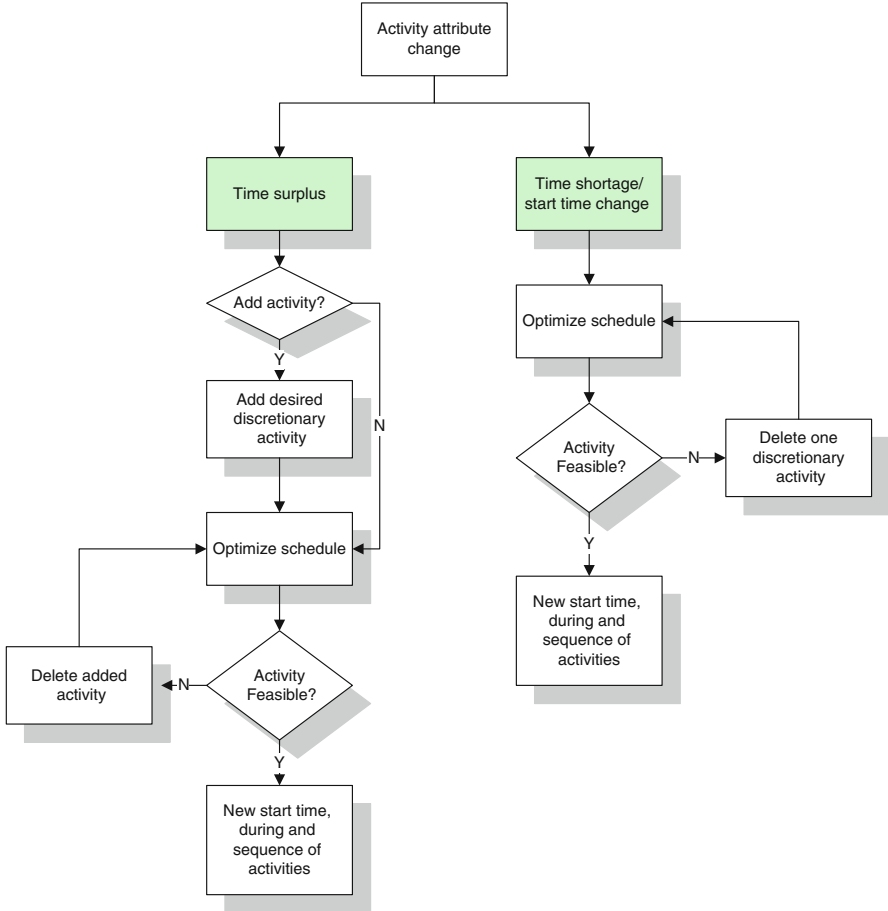 Activity attribute
change
Time surplus
Time shortage/
start time change
Add activity?
Optimize schedule
Y
Add desired
discretionary
activity
N
Activity
Feasible?
N
Delete one
discretionary
activity
Optimize schedule
Y
New start time,
during and
sequence of
activities
Delete added
activity
N
Activity
Feasible?
Y
New start time,
during and
sequence of
activities